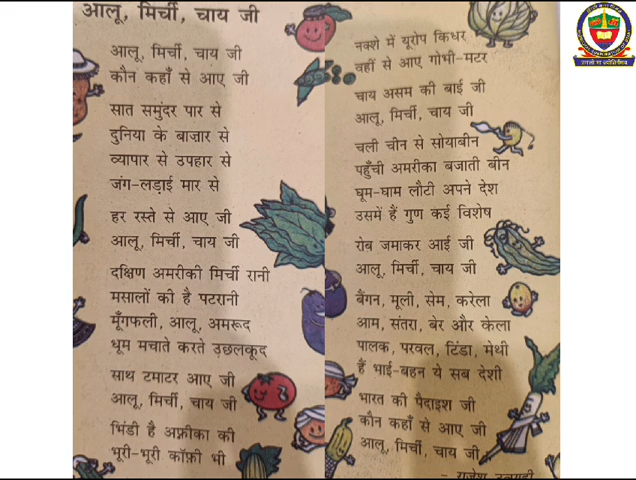 आलू, मिर्ची, चाय जी
आलू, मिर्ची, चाय जी
कौन कहाँ से आए जी
सात समुंदर पार से
दुनिया के बाज़ार से
व्यापार से उपहार से
जंग-लड़ाई मार से
हर रस्ते से आए जी
आलू, मिर्ची, चाय जी
दक्षिण अमरीकी मिर्ची रानी
मसालों की है पटरानी
मूँगफली, आलू, अमरूद
धूम मचाते करते उछलकूद
साथ टमाटर आए जी
आलू, मिर्ची, चाय जी
भिंडी है अफ़्रीका की
भूरी-भूरी कॉफ़ी भी
नक्शे में यूरोप किधर
वहीं से आए गोभी-मटर
चाय असम की बाई जी
आलू, मिर्ची, चाय जी
चली चीन से सोयाबीन
पहुँची अमरीका बजाती बीन
घूम-घाम लौटी अपने देश
उसमें हैं गुण कई विशेष
रोब जमाकर आई जी
आलू, मिर्ची, चाय जी
बैंगन, मूली, सेम, करेला
आम, संतरा, बेर और केला
पालक, परवल, टिंडा, मेथी
हैं भाई-बहन ये सब देशी
भारत की पैदाइश जी
कौन कहाँ से आए जी
आलू, मिर्ची, चाय जी